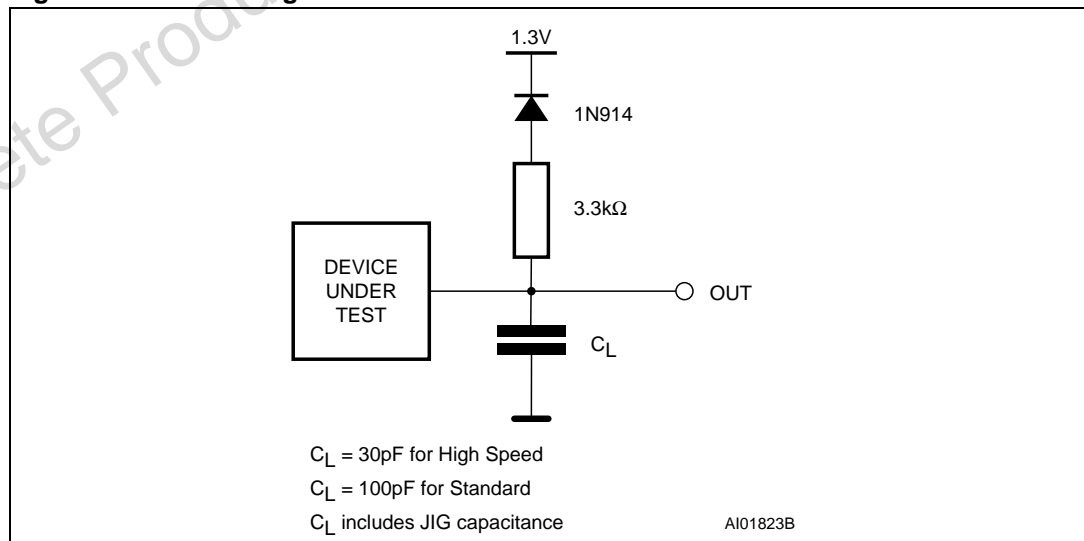 1.3V
1N914
3.3kΩ
DEVICE
UNDER
TEST
OUT
CL
CL = 30pF for High Speed
CL = 100pF for Standard
CL includes JIG capacitance
AI01823B